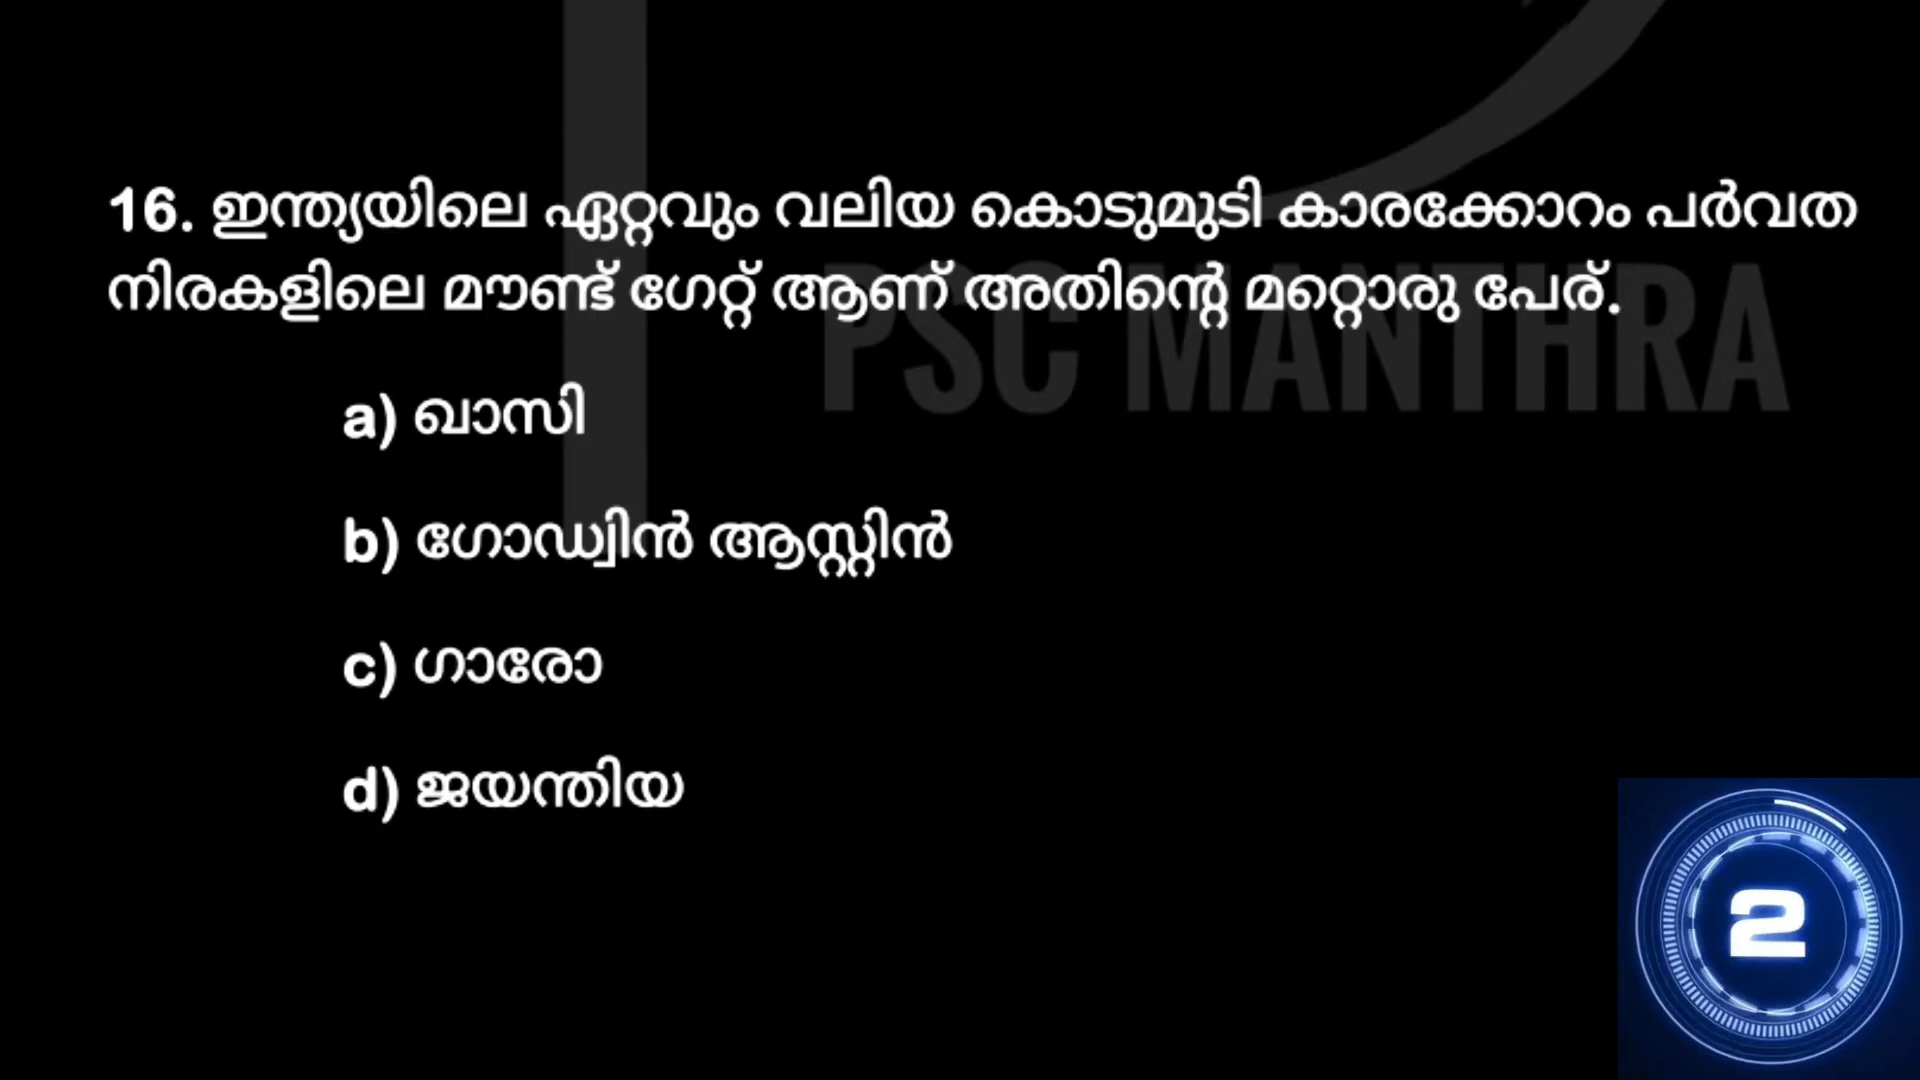 16. ഇന്ത്യയിലെ ഏറ്റവും വലിയ കൊടുമുടി കാരക്കോറം പർവത
നിരകളിലെ മൗണ്ട് ഗേറ്റ് ആണ് അതിന്റെ മറ്റൊരു പേര്.
PSC MANTHRA
a) ഖാസി
b) ഗോഡ്വിൻ ആസ്റ്റിൻ
c) ഗാരോ
d) ജയന്തിയ
2